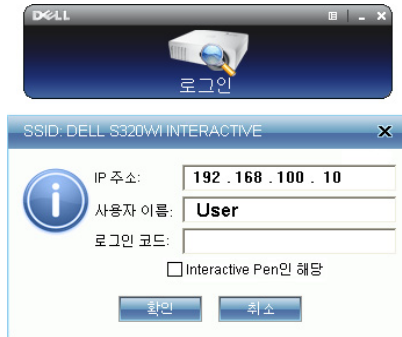 DELL
로그인
SSID: DELL S320WI INTERACTIVE
IP 주소: 192 . 168 . 100 . 10
사용자 이름: User
로그인 코드:
Interactive Pen인 해당
확인 취소